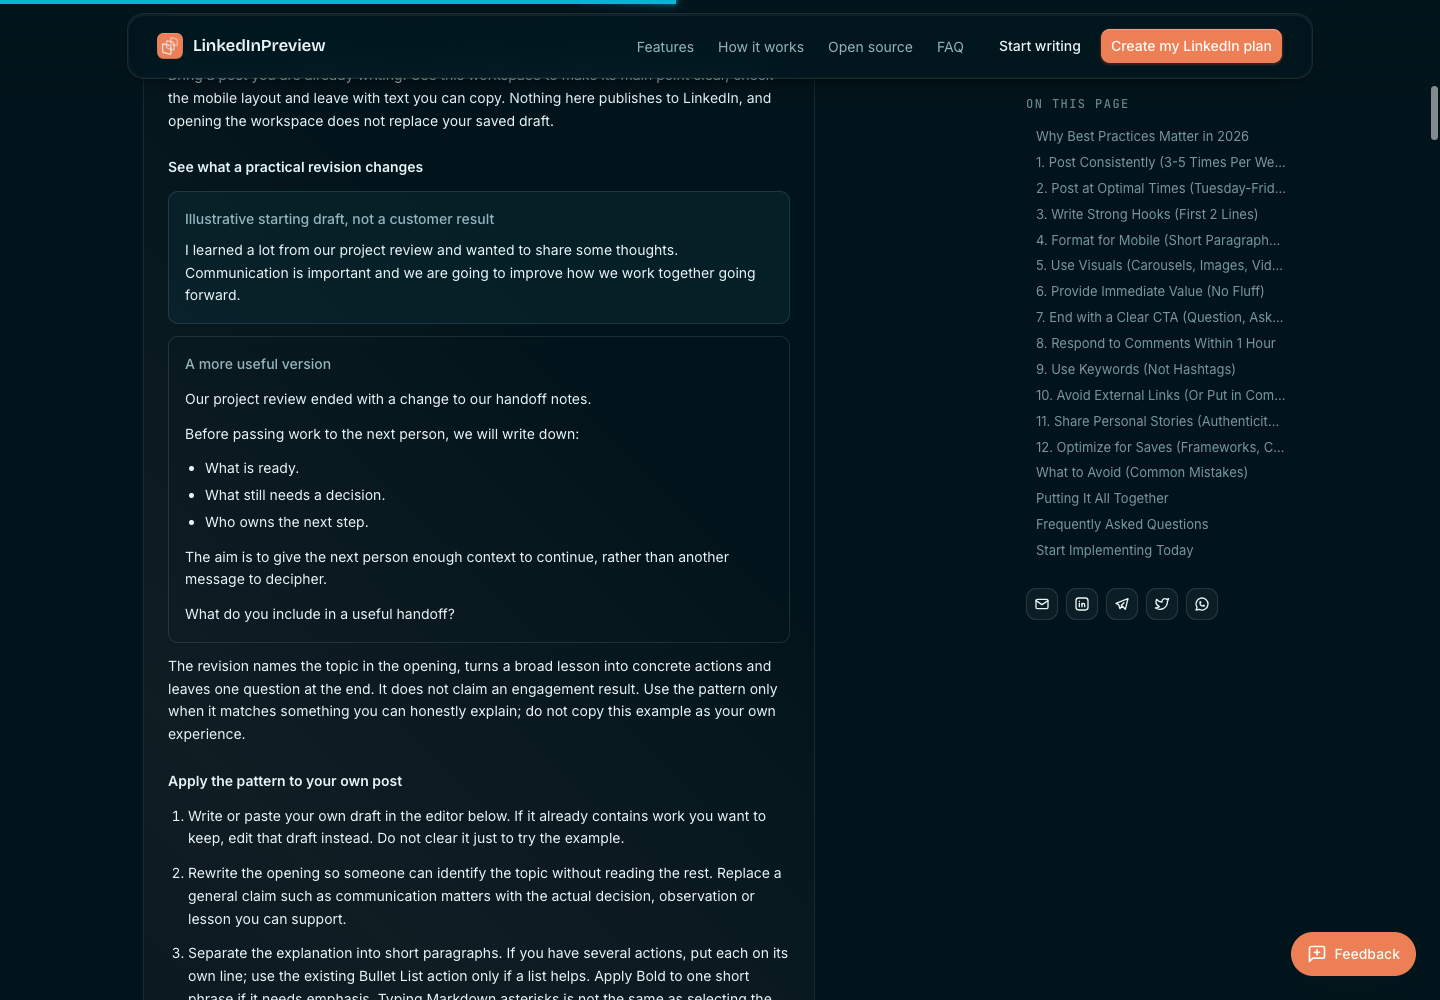 LinkedInPreview
Features
How it works
Open source
FAQ
Start writing
Create my LinkedIn plan
the mobile layout and leave with text you can copy. Nothing here publishes to LinkedIn, and
opening the workspace does not replace your saved draft.
See what a practical revision changes
Illustrative starting draft, not a customer result
I learned a lot from our project review and wanted to share some thoughts.
Communication is important and we are going to improve how we work together going
forward.
A more useful version
Our project review ended with a change to our handoff notes.
Before passing work to the next person, we will write down:
• What is ready.
• What still needs a decision.
• Who owns the next step.
The aim is to give the next person enough context to continue, rather than another
message to decipher.
What do you include in a useful handoff?
The revision names the topic in the opening, turns a broad lesson into concrete actions and
leaves one question at the end. It does not claim an engagement result. Use the pattern only
when it matches something you can honestly explain; do not copy this example as your own
experience.
Apply the pattern to your own post
1. Write or paste your own draft in the editor below. If it already contains work you want to
keep, edit that draft instead. Do not clear it just to try the example.
2. Rewrite the opening so someone can identify the topic without reading the rest. Replace a
general claim such as communication matters with the actual decision, observation or
lesson you can support.
3. Separate the explanation into short paragraphs. If you have several actions, put each on its
own line; use the existing Bullet List action only if a list helps. Apply Bold to one short
phrase if it needs emphasis. Typing Markdown asterisks is not the same as selecting the
ON THIS PAGE
Why Best Practices Matter in 2026
1. Post Consistently (3-5 Times Per We...
2. Post at Optimal Times (Tuesday-Frid...
3. Write Strong Hooks (First 2 Lines)
4. Format for Mobile (Short Paragraph...
5. Use Visuals (Carousels, Images, Vid...
6. Provide Immediate Value (No Fluff)
7. End with a Clear CTA (Question, Ask...
8. Respond to Comments Within 1 Hour
9. Use Keywords (Not Hashtags)
10. Avoid External Links (Or Put in Com...
11. Share Personal Stories (Authenticit...
12. Optimize for Saves (Frameworks, C...
What to Avoid (Common Mistakes)
Putting It All Together
Frequently Asked Questions
Start Implementing Today
Feedback